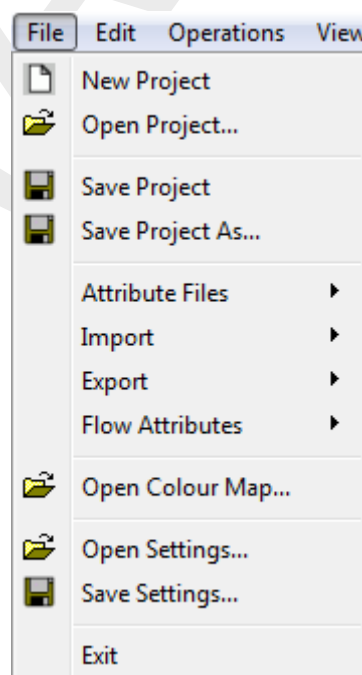 File Edit Operations View
New Project
Open Project...
Save Project
Save Project As...
Attribute Files
Import
Export
Flow Attributes
Open Colour Map...
Open Settings...
Save Settings...
Exit